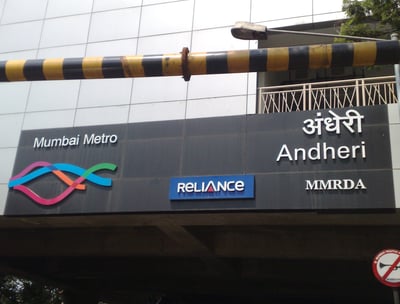 Mumbai Metro
अंधेरी
Andheri
RELIANCE
MMRDA